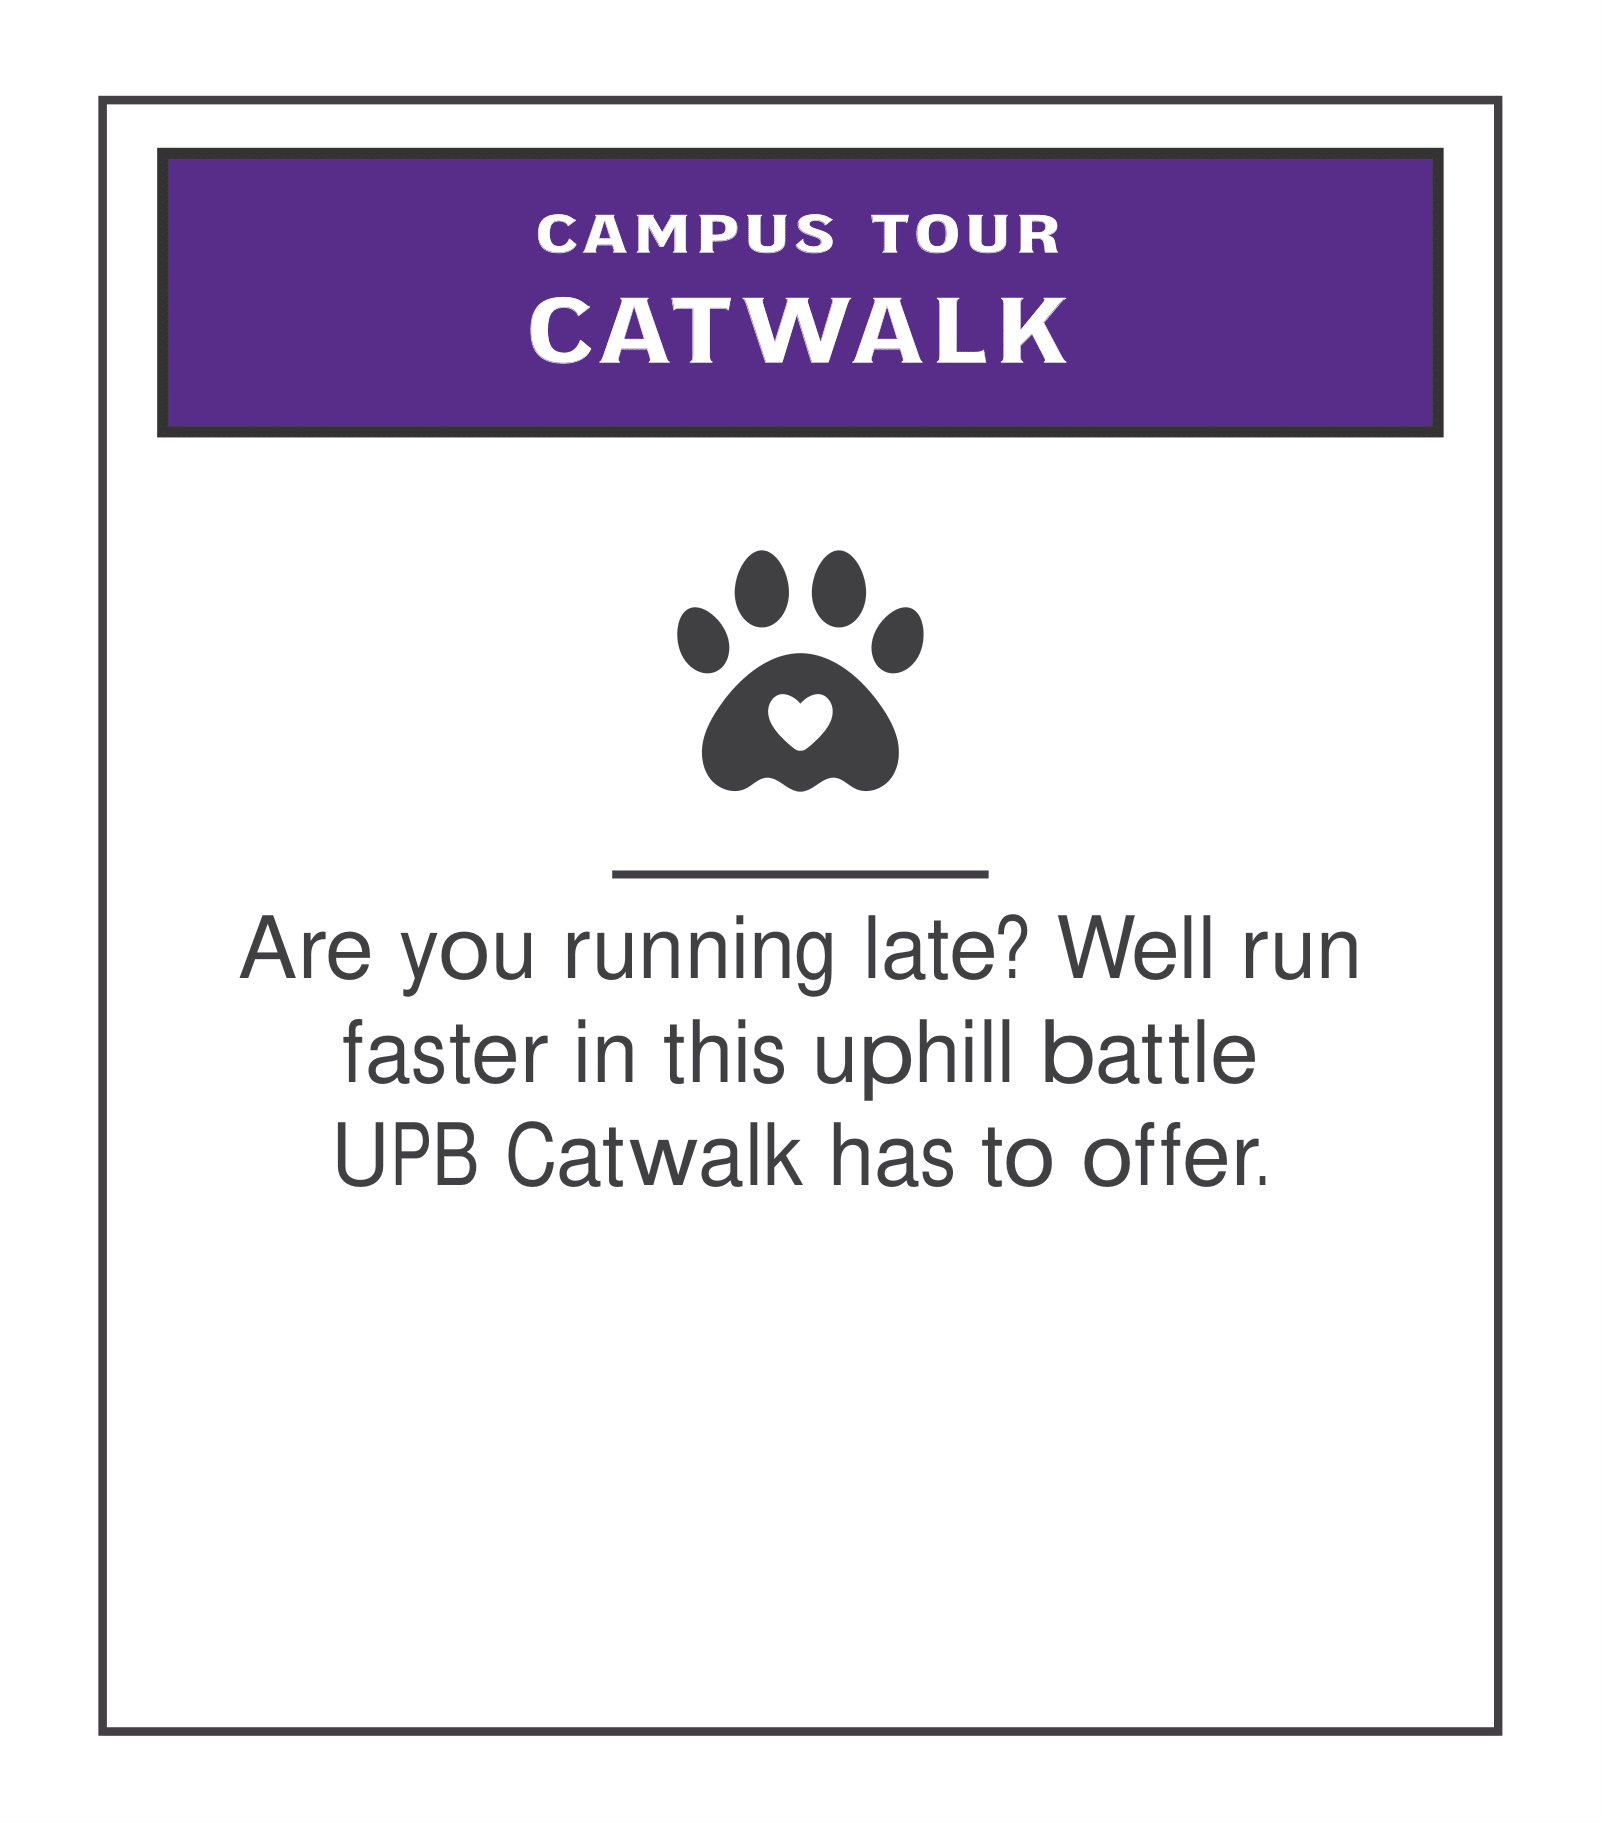 CAMPUS TOUR
CATWALK
Are you running late? Well run
faster in this uphill battle
UPB Catwalk has to offer.